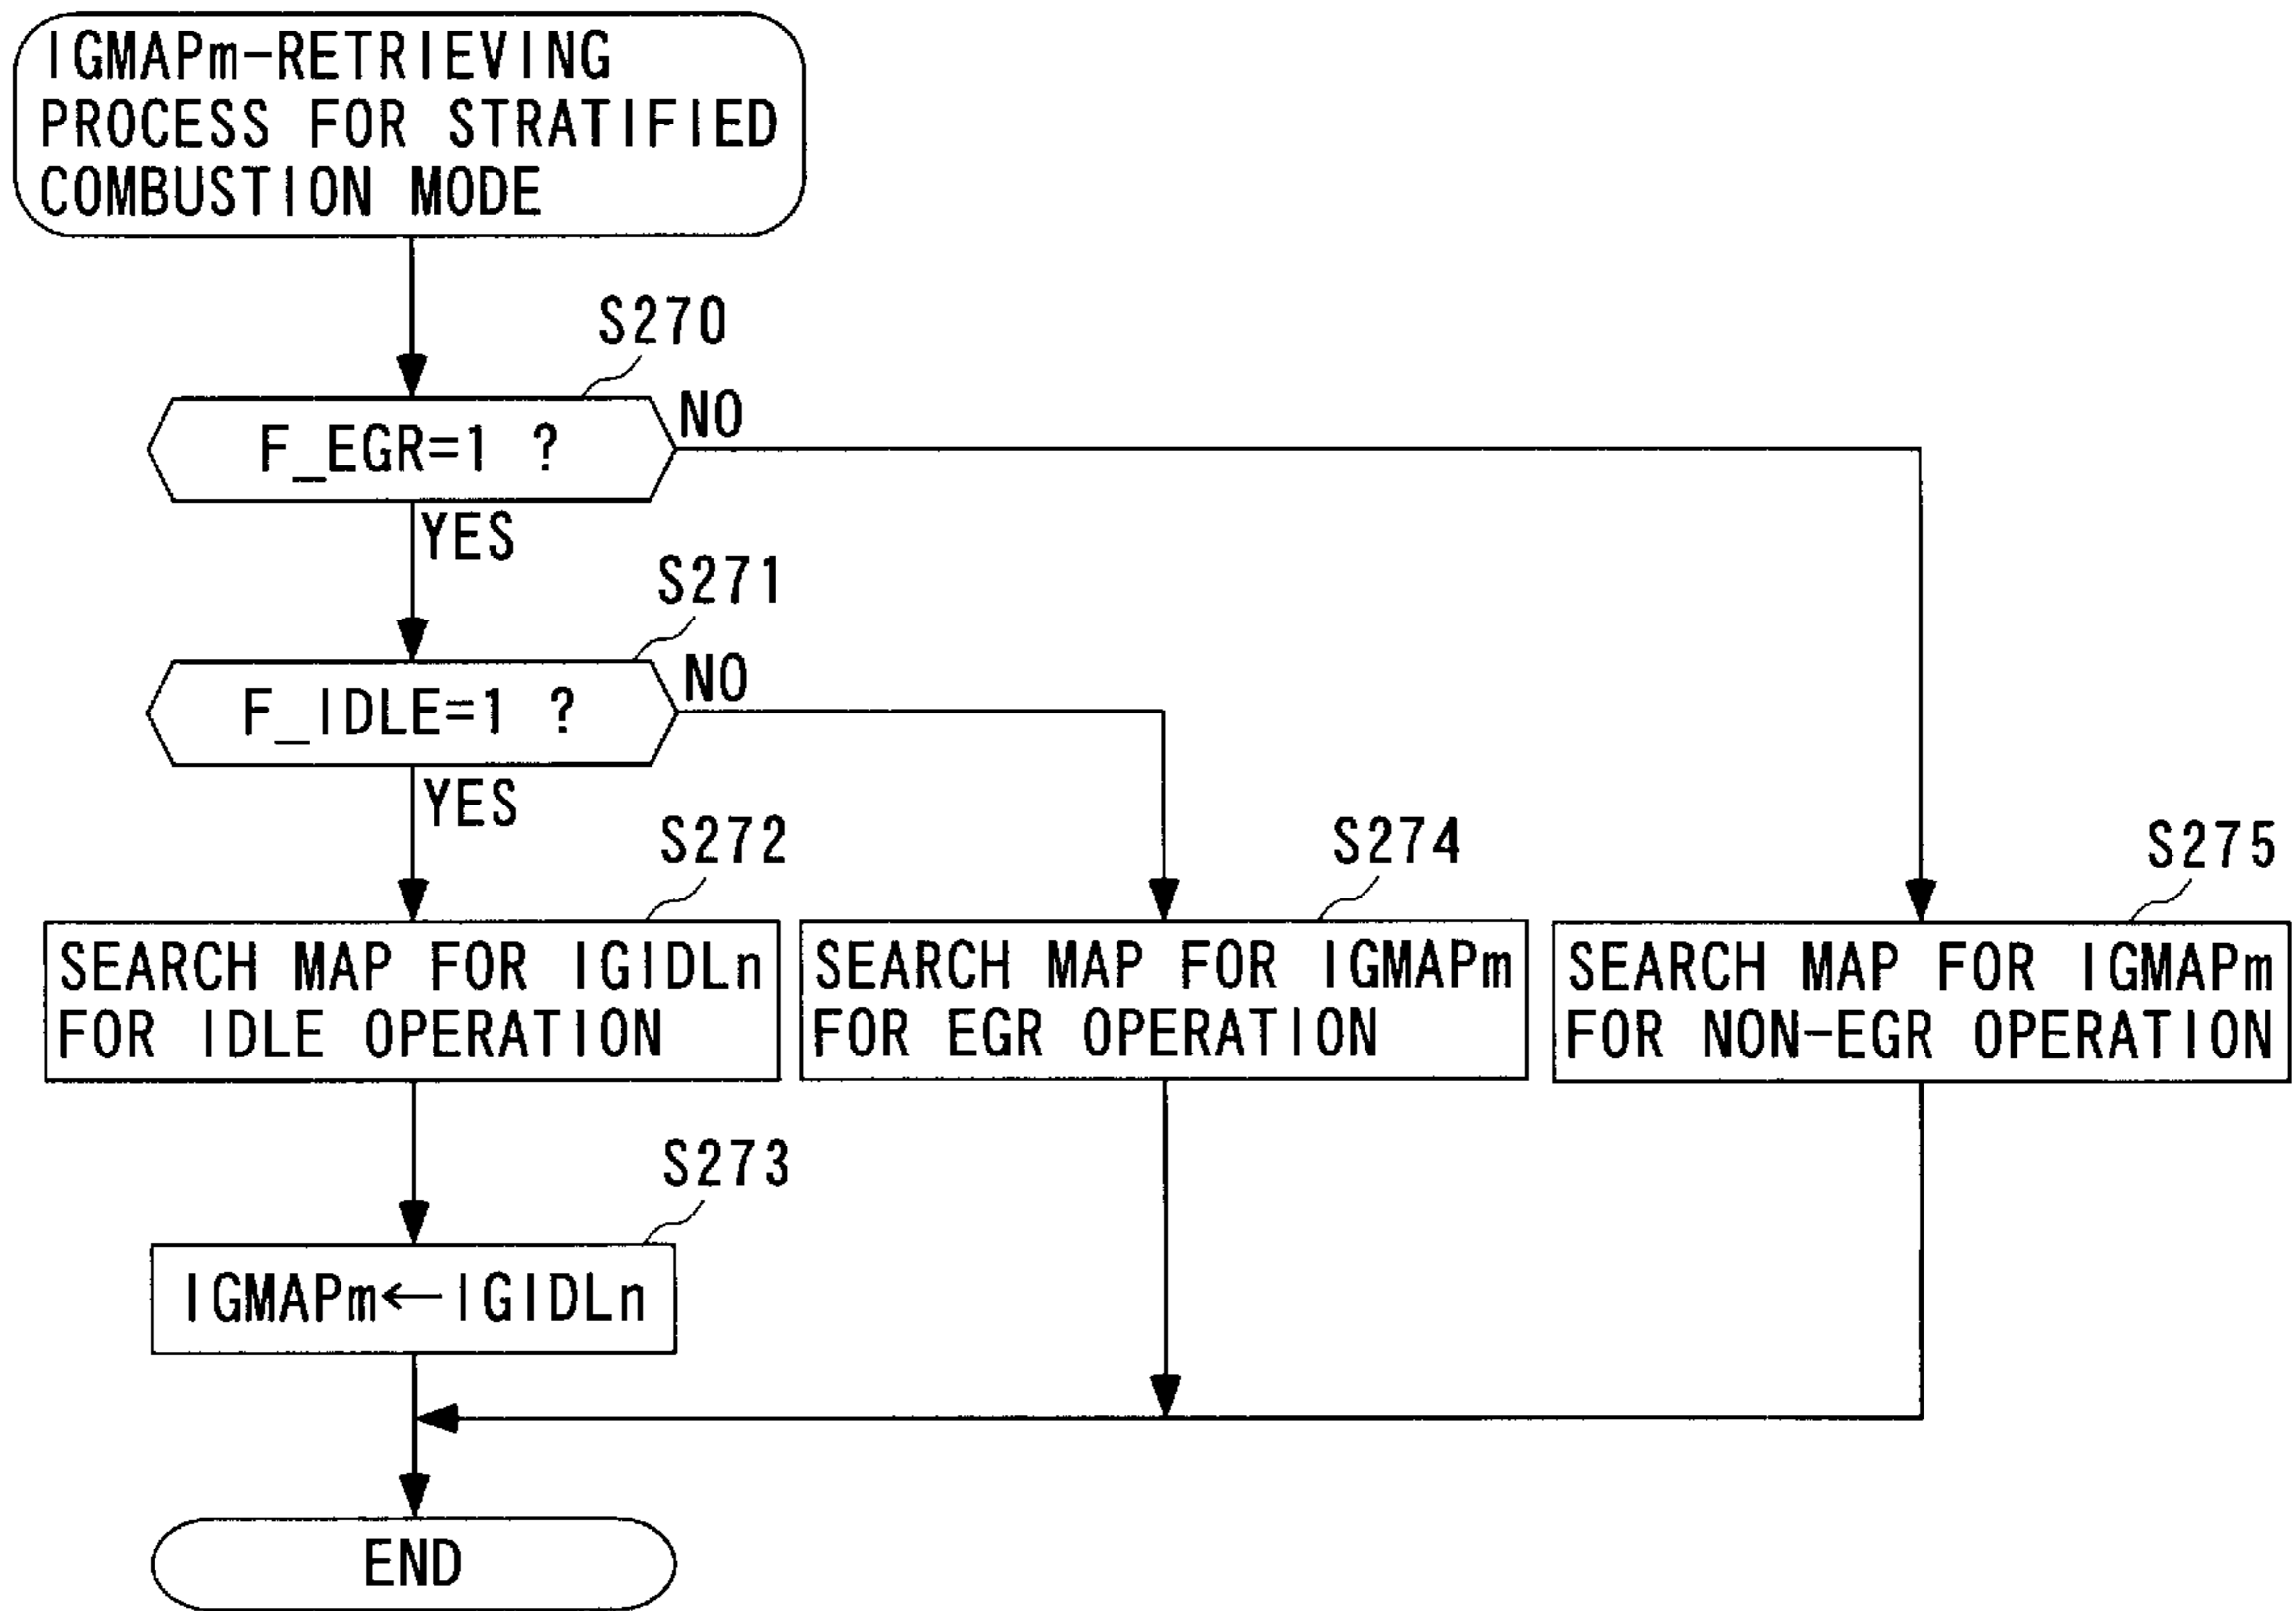 IGMAPm-RETRIEVING
PROCESS FOR STRATIFIED
COMBUSTION MODE
S270
F_EGR=1 ?
NO
YES
S271
F_IDLE=1 ?
NO
YES
S272
SEARCH MAP FOR IGIDLn
FOR IDLE OPERATION
S274
SEARCH MAP FOR IGMAPm
FOR EGR OPERATION
S275
SEARCH MAP FOR IGMAPm
FOR NON-EGR OPERATION
S273
IGMAPm←IGIDLn
END